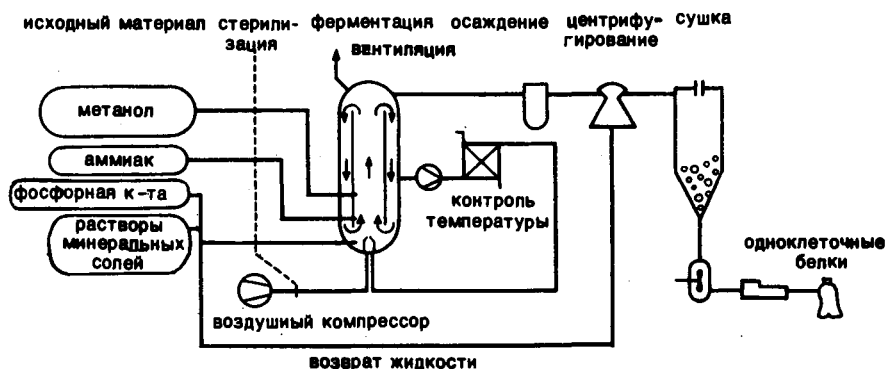 исходный материал стерили-зация ферментация осаждение центрифу-гирование сушка
вентиляция
метанол
аммиак
фосфорная к-та
растворы
минеральных
солей
контроль
температуры
одноклеточные
белки
воздушный компрессор
возврат жидкости